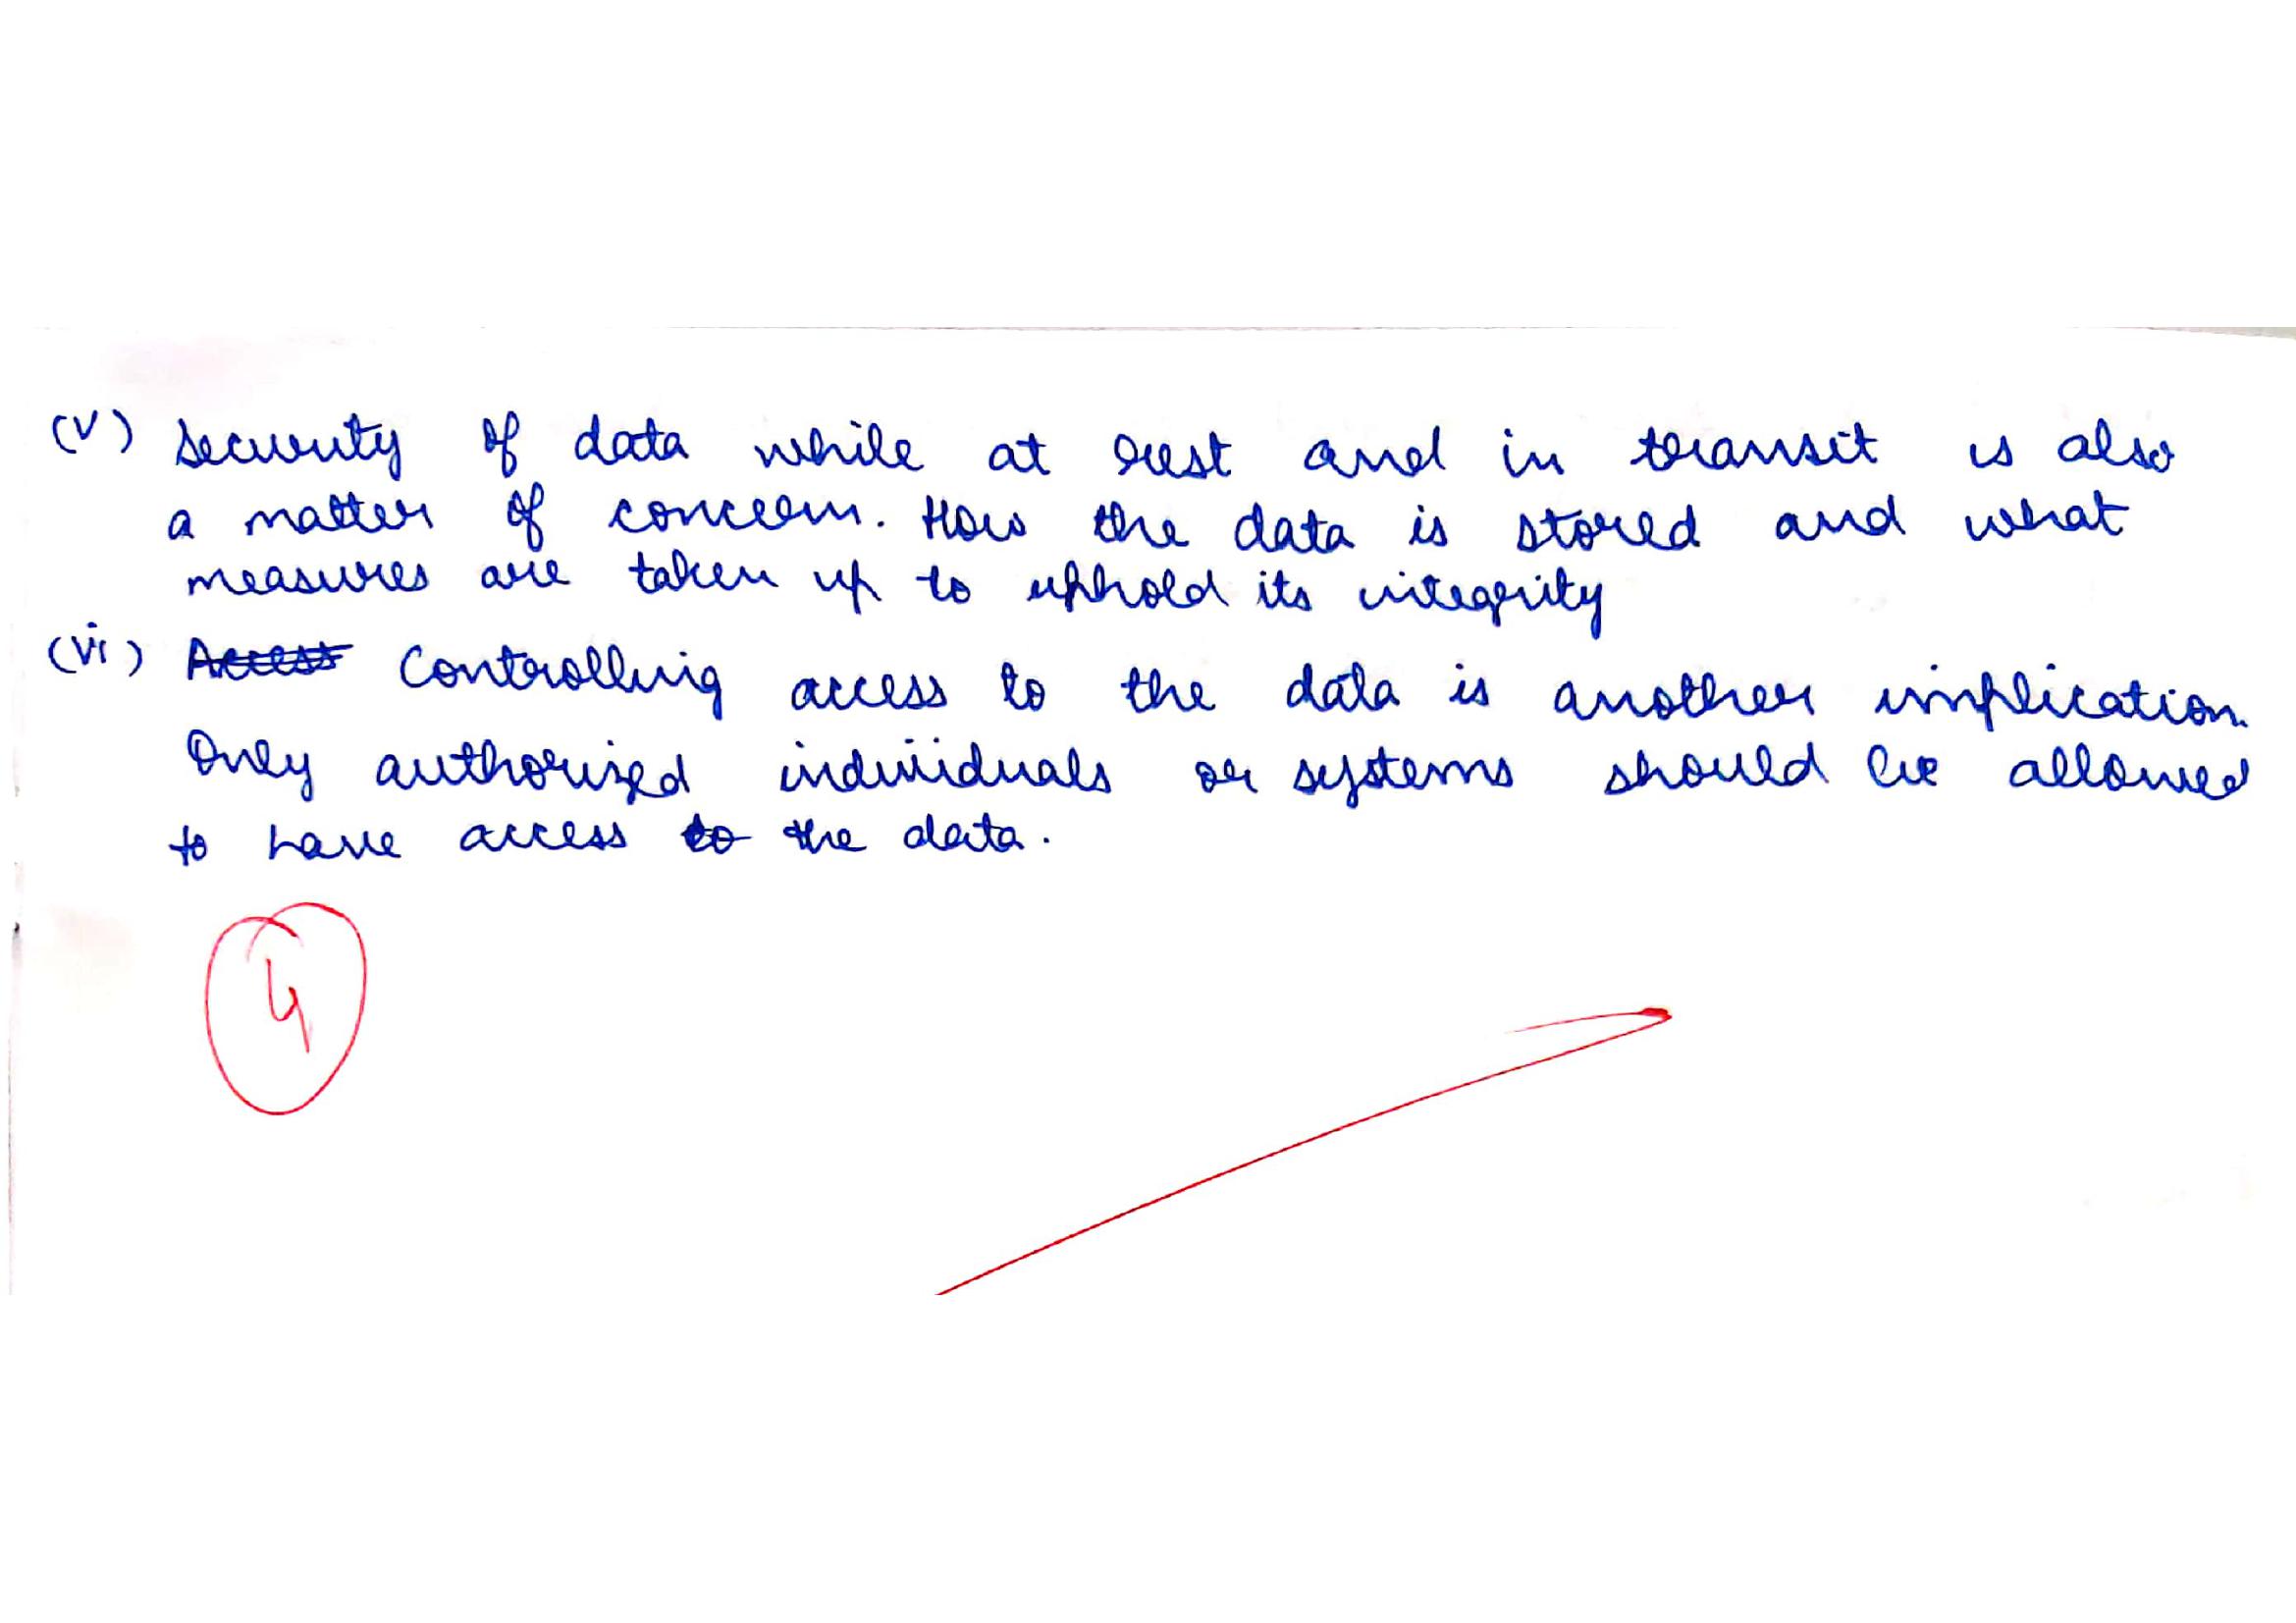 (v) Security of data while at rest and in transit is also
a matter of concern. How the data is stored and what
measures are taken up to uphold its integrity
(vi) Access Controlling access to the data is another implication.
Only authorized individuals or systems should be allowed
to have access to the data.
4